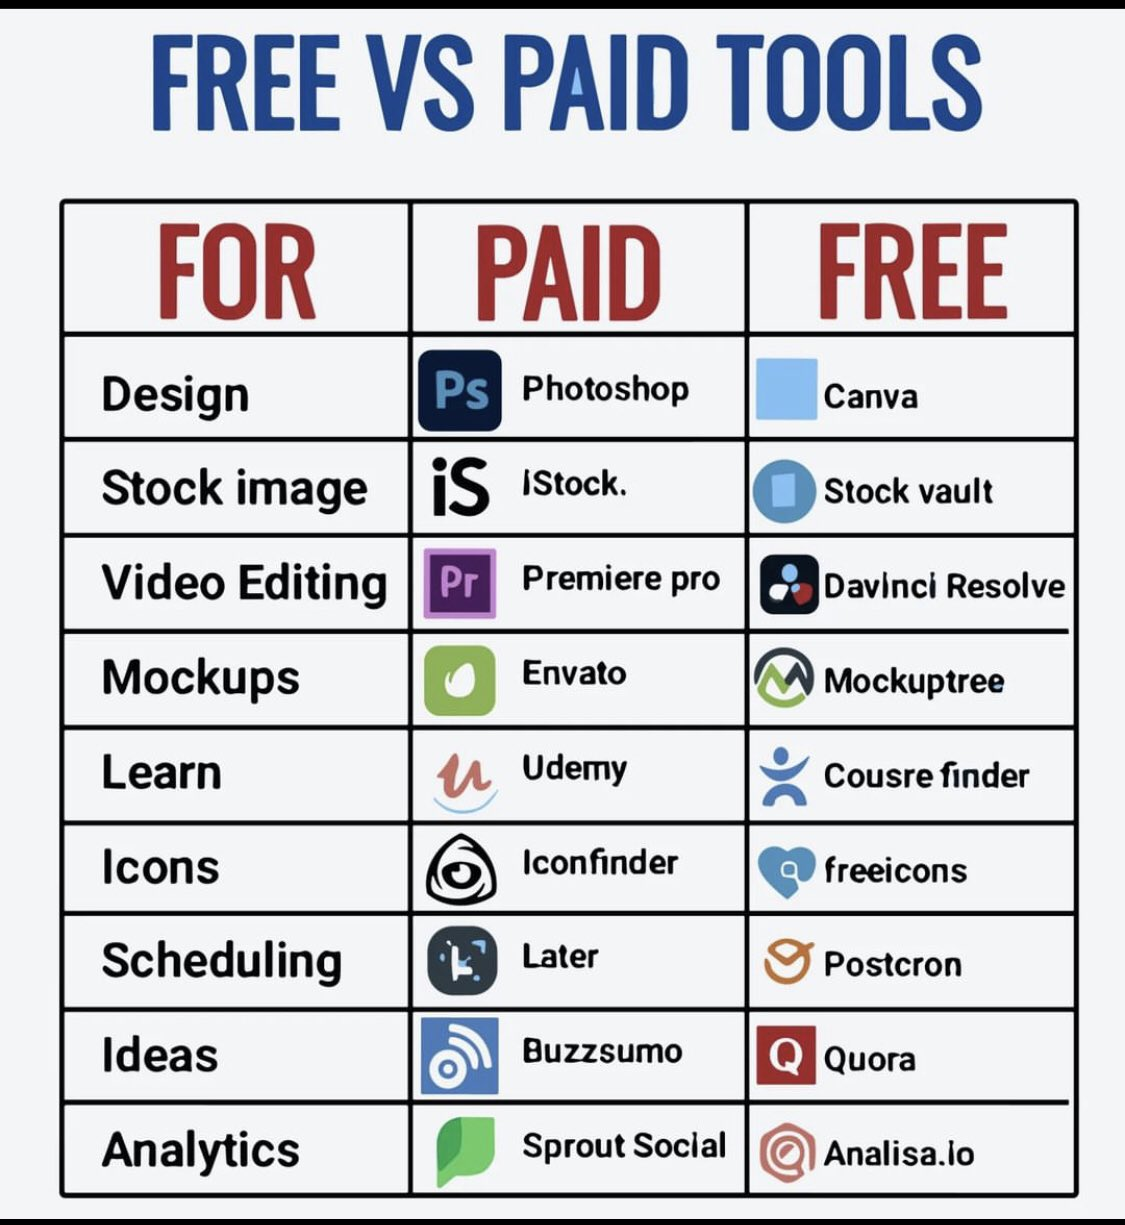 FREE VS PAID TOOLS
FOR PAID FREE
Design Ps Photoshop Canva
Stock image iS iStock. Stock vault
Video Editing Pr Premiere pro Davinci Resolve
Mockups Envato Mockuptree
Learn u Udemy Cousre finder
Icons Iconfinder freeicons
Scheduling Later Postcron
Ideas Buzzsumo Q Quora
Analytics Sprout Social Analisa.io